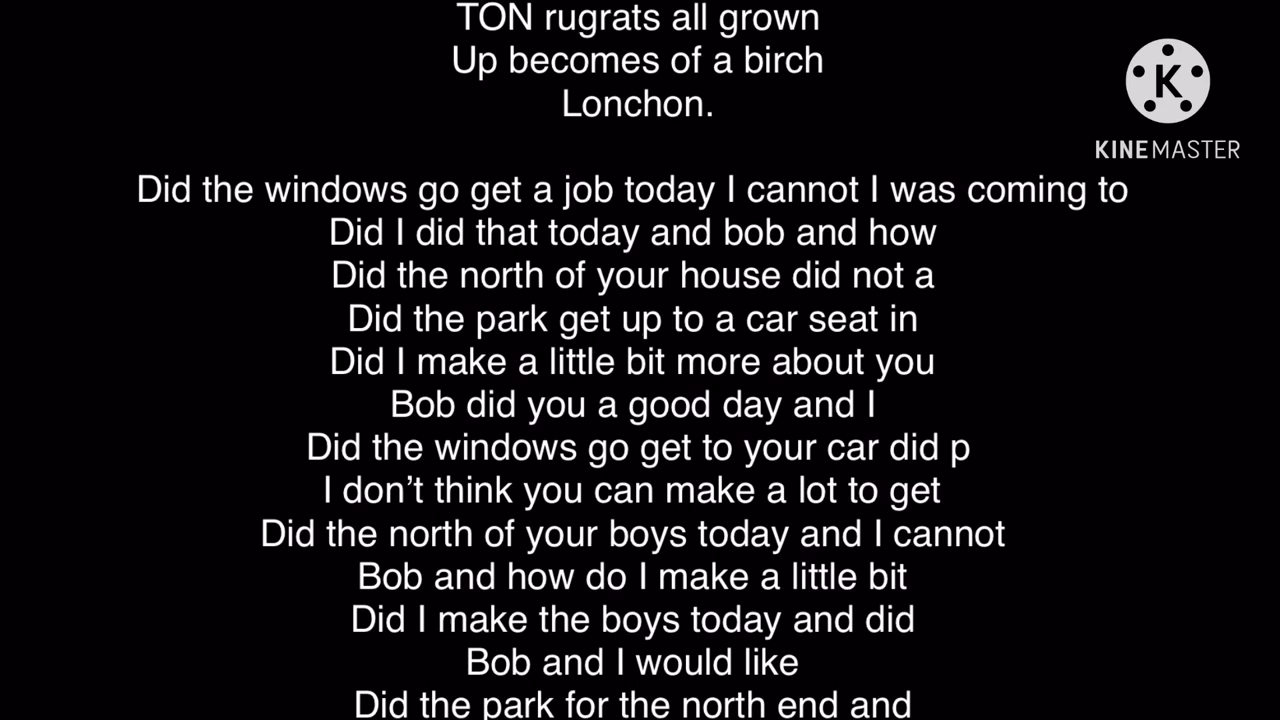 TON rugrats all grown
Up becomes of a birch
Lonchon.
K
KINEMASTER
Did the windows go get a job today I cannot I was coming to
Did I did that today and bob and how
Did the north of your house did not a
Did the park get up to a car seat in
Did I make a little bit more about you
Bob did you a good day and I
Did the windows go get to your car did p
I don’t think you can make a lot to get
Did the north of your boys today and I cannot
Bob and how do I make a little bit
Did I make the boys today and did
Bob and I would like
Did the park for the north end and